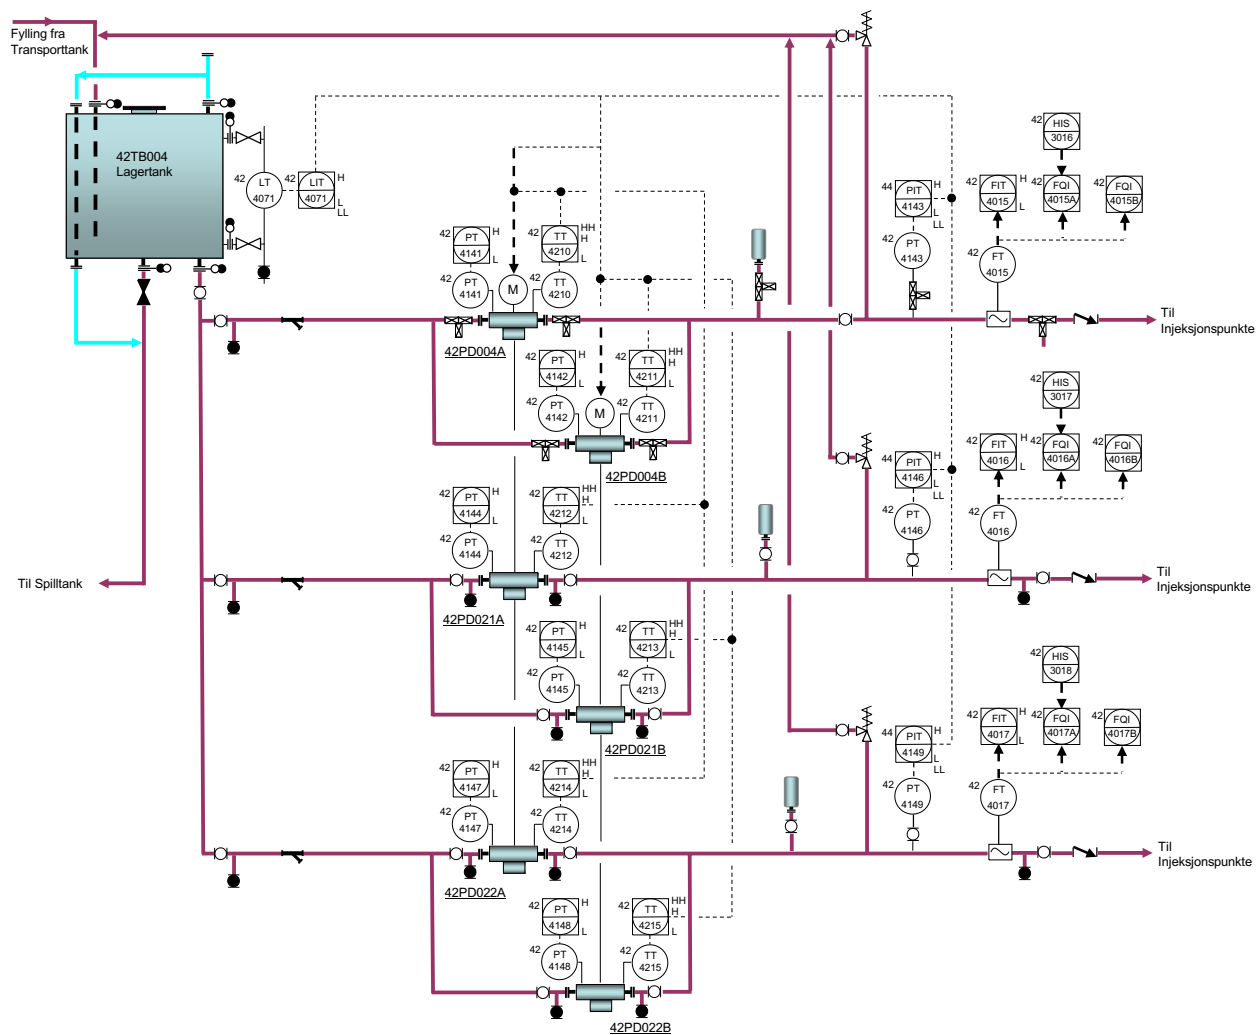 Fylling fra
Transporttank
42TB004
Lagertank
42
LT
4071
42
LIT
4071
H
L
LL
42
PT
4141
H
L
42
PT
4141
M
42
TT
4210
HH
H
L
42
TT
4210
42PD004A
44
PIT
4143
H
L
LL
42
PT
4143
42
FIT
4015
H
L
42
HIS
3016
42
FQI
4015A
42
FQI
4015B
42
FT
4015
Til
Injeksjonspunkte
42
PT
4142
H
L
42
PT
4142
M
42
TT
4211
HH
H
L
42
TT
4211
42PD004B
42
PT
4144
H
L
42
PT
4144
42
TT
4212
HH
H
L
42
TT
4212
42PD021A
44
PIT
4146
H
L
LL
42
PT
4146
42
FIT
4016
H
L
42
HIS
3017
42
FQI
4016A
42
FQI
4016B
42
FT
4016
Til
Injeksjonspunkte
Til Spilltank
42
PT
4145
H
L
42
PT
4145
42
TT
4213
HH
H
L
42
TT
4213
42PD021B
42
PT
4147
H
L
42
PT
4147
42
TT
4214
HH
H
L
42
TT
4214
42PD022A
44
PIT
4149
H
L
LL
42
PT
4149
42
FIT
4017
H
L
42
HIS
3018
42
FQI
4017A
42
FQI
4017B
42
FT
4017
Til
Injeksjonspunkte
42
PT
4148
H
L
42
PT
4148
42
TT
4215
HH
H
L
42
TT
4215
42PD022B